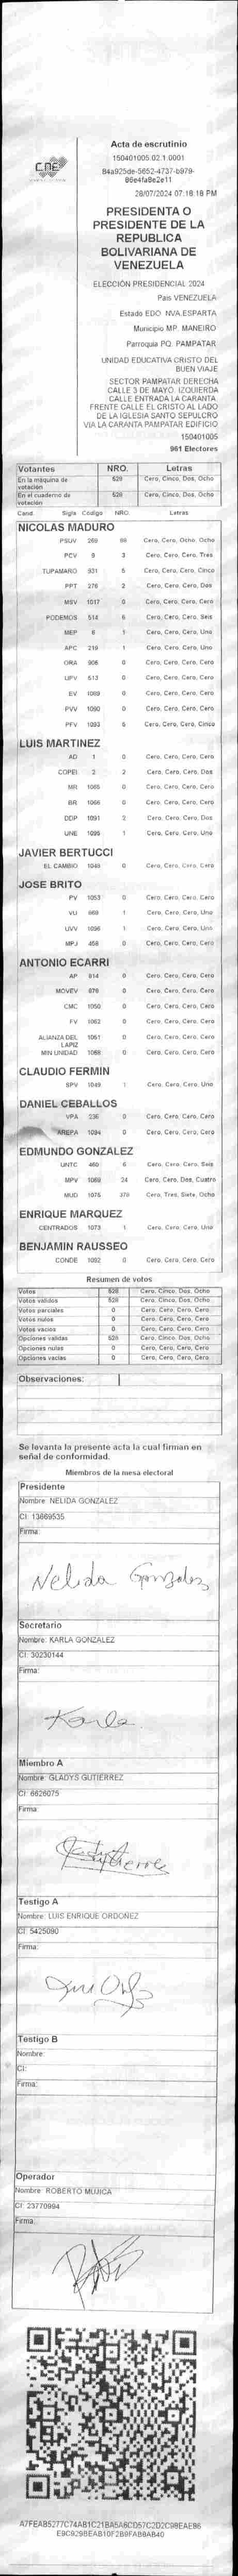 CNE
Acta de escrutinio
150401005.02.1.0001
84a925de-5652-4737-b979-
86e4fa8e2e11
28/07/2024 07:18:18 PM
PRESIDENTA O
PRESIDENTE DE LA
REPUBLICA
BOLIVARIANA DE
VENEZUELA
ELECCIÓN PRESIDENCIAL 2024
País VENEZUELA
Estado EDO. NVA.ESPARTA
Municipio MP. MANEIRO
Parroquia PQ. PAMPATAR
UNIDAD EDUCATIVA CRISTO DEL
BUEN VIAJE
SECTOR PAMPATAR DERECHA
CALLE 3 DE MAYO. IZQUIERDA
CALLE ENTRADA LA CARANTA.
FRENTE CALLE EL CRISTO AL LADO
DE LA IGLESIA SANTO SEPULCRO
VIA LA CARANTA PAMPATAR EDIFICIO
150401005
961 Electores
Votantes NRO. Letras
En la máquina de votación 528 Cero, Cinco, Dos, Ocho
En el cuaderno de votación 528 Cero, Cinco, Dos, Ocho
Cand. Sigla Código NRO. Letras
NICOLAS MADURO
PSUV 269 88 Cero, Cero, Ocho, Ocho
PCV 8 3 Cero, Cero, Cero, Tres
TUPAMARO 931 5 Cero, Cero, Cero, Cinco
PPT 276 2 Cero, Cero, Cero, Dos
MSV 1017 0 Cero, Cero, Cero, Cero
PODEMOS 514 6 Cero, Cero, Cero, Seis
MEP 6 1 Cero, Cero, Cero, Uno
APC 219 1 Cero, Cero, Cero, Uno
ORA 906 0 Cero, Cero, Cero, Cero
UPV 513 0 Cero, Cero, Cero, Cero
EV 1069 0 Cero, Cero, Cero, Cero
PVV 1090 0 Cero, Cero, Cero, Cero
PFV 1093 5 Cero, Cero, Cero, Cinco
LUIS MARTINEZ
AD 1 0 Cero, Cero, Cero, Cero
COPEI 2 2 Cero, Cero, Cero, Dos
MR 1065 0 Cero, Cero, Cero, Cero
BR 1066 0 Cero, Cero, Cero, Cero
DDP 1091 2 Cero, Cero, Cero, Dos
UNE 1095 1 Cero, Cero, Cero, Uno
JAVIER BERTUCCI
EL CAMBIO 1048 0 Cero, Cero, Cero, Cero
JOSE BRITO
PV 1053 0 Cero, Cero, Cero, Cero
VU 969 1 Cero, Cero, Cero, Uno
UVV 1096 1 Cero, Cero, Cero, Uno
MPJ 458 0 Cero, Cero, Cero, Cero
ANTONIO ECARRI
AP 914 0 Cero, Cero, Cero, Cero
MOVEV 979 0 Cero, Cero, Cero, Cero
CMC 1050 0 Cero, Cero, Cero, Cero
FV 1062 0 Cero, Cero, Cero, Cero
ALIANZA DEL LAPIZ 1051 0 Cero, Cero, Cero, Cero
MIN UNIDAD 1068 0 Cero, Cero, Cero, Cero
CLAUDIO FERMIN
SPV 1049 1 Cero, Cero, Cero, Uno
DANIEL CEBALLOS
VPA 236 0 Cero, Cero, Cero, Cero
AREPA 1094 0 Cero, Cero, Cero, Cero
EDMUNDO GONZALEZ
UNTC 460 6 Cero, Cero, Cero, Seis
MPV 1069 24 Cero, Cero, Dos, Cuatro
MUD 1075 378 Cero, Tres, Siete, Ocho
ENRIQUE MARQUEZ
CENTRADOS 1073 1 Cero, Cero, Cero, Uno
BENJAMIN RAUSSEO
CONDE 1092 0 Cero, Cero, Cero, Cero
Resumen de votos
Votos 528 Cero, Cinco, Dos, Ocho
Votos válidos 528 Cero, Cinco, Dos, Ocho
Votos parciales 0 Cero, Cero, Cero, Cero
Votos nulos 0 Cero, Cero, Cero, Cero
Votos vacíos 0 Cero, Cero, Cero, Cero
Opciones válidas 528 Cero, Cinco, Dos, Ocho
Opciones nulas 0 Cero, Cero, Cero, Cero
Opciones vacías 0 Cero, Cero, Cero, Cero
Observaciones:
Se levanta la presente acta la cual firman en
señal de conformidad.
Miembros de la mesa electoral
Presidente
Nombre: NELIDA GONZALEZ
CI: 13669535
Firma:
Nelida Gonzalez
Secretario
Nombre: KARLA GONZALEZ
CI: 30230144
Firma:
Karla
Miembro A
Nombre: GLADYS GUTIERREZ
CI: 6626075
Firma:
Testigo A
Nombre: LUIS ENRIQUE ORDOÑEZ
CI: 5425090
Firma:
Testigo B
Nombre:
CI:
Firma:
Operador
Nombre: ROBERTO MUJICA
CI: 23770994
Firma:
A7FEAB5277C74AB1C21BA5A6CD57C2D2C98EAE86
E9C929BEAB10F2B9FAB8AB40